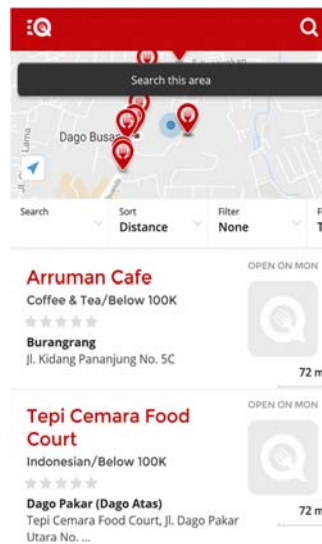 Search this area
Dago Busa
Search
Sort
Distance
Filter
None
Arruman Cafe
Coffee & Tea/Below 100K
Burangrang
Jl. Kidang Pananjung No. 5C
OPEN ON MON
72 m
Tepi Cemara Food
Court
Indonesian/Below 100K
Dago Pakar (Dago Atas)
Tepi Cemara Food Court, Jl. Dago Pakar
Utara No. ...
OPEN ON MON
72 m